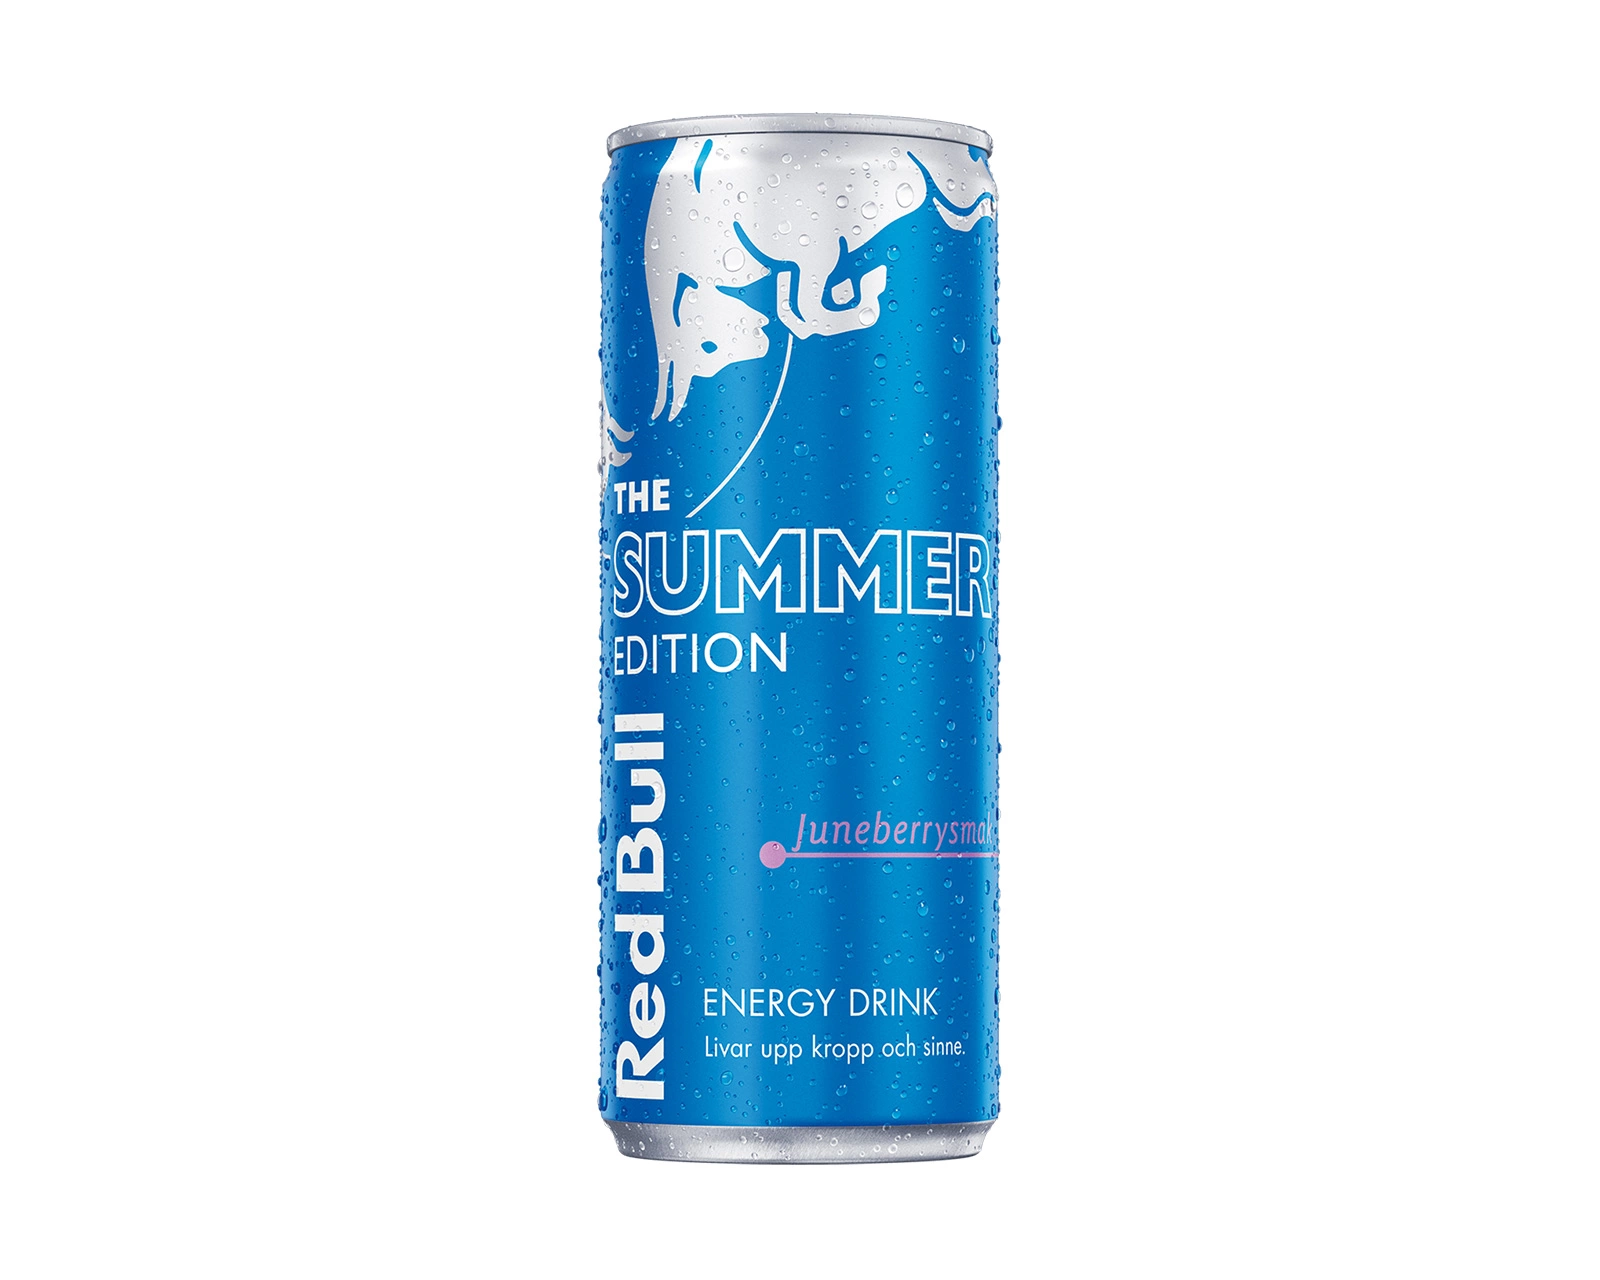 THE
SUMMER
EDITION
Red Bull
Juneberrysmak
ENERGY DRINK
Livar upp kropp och sinne.